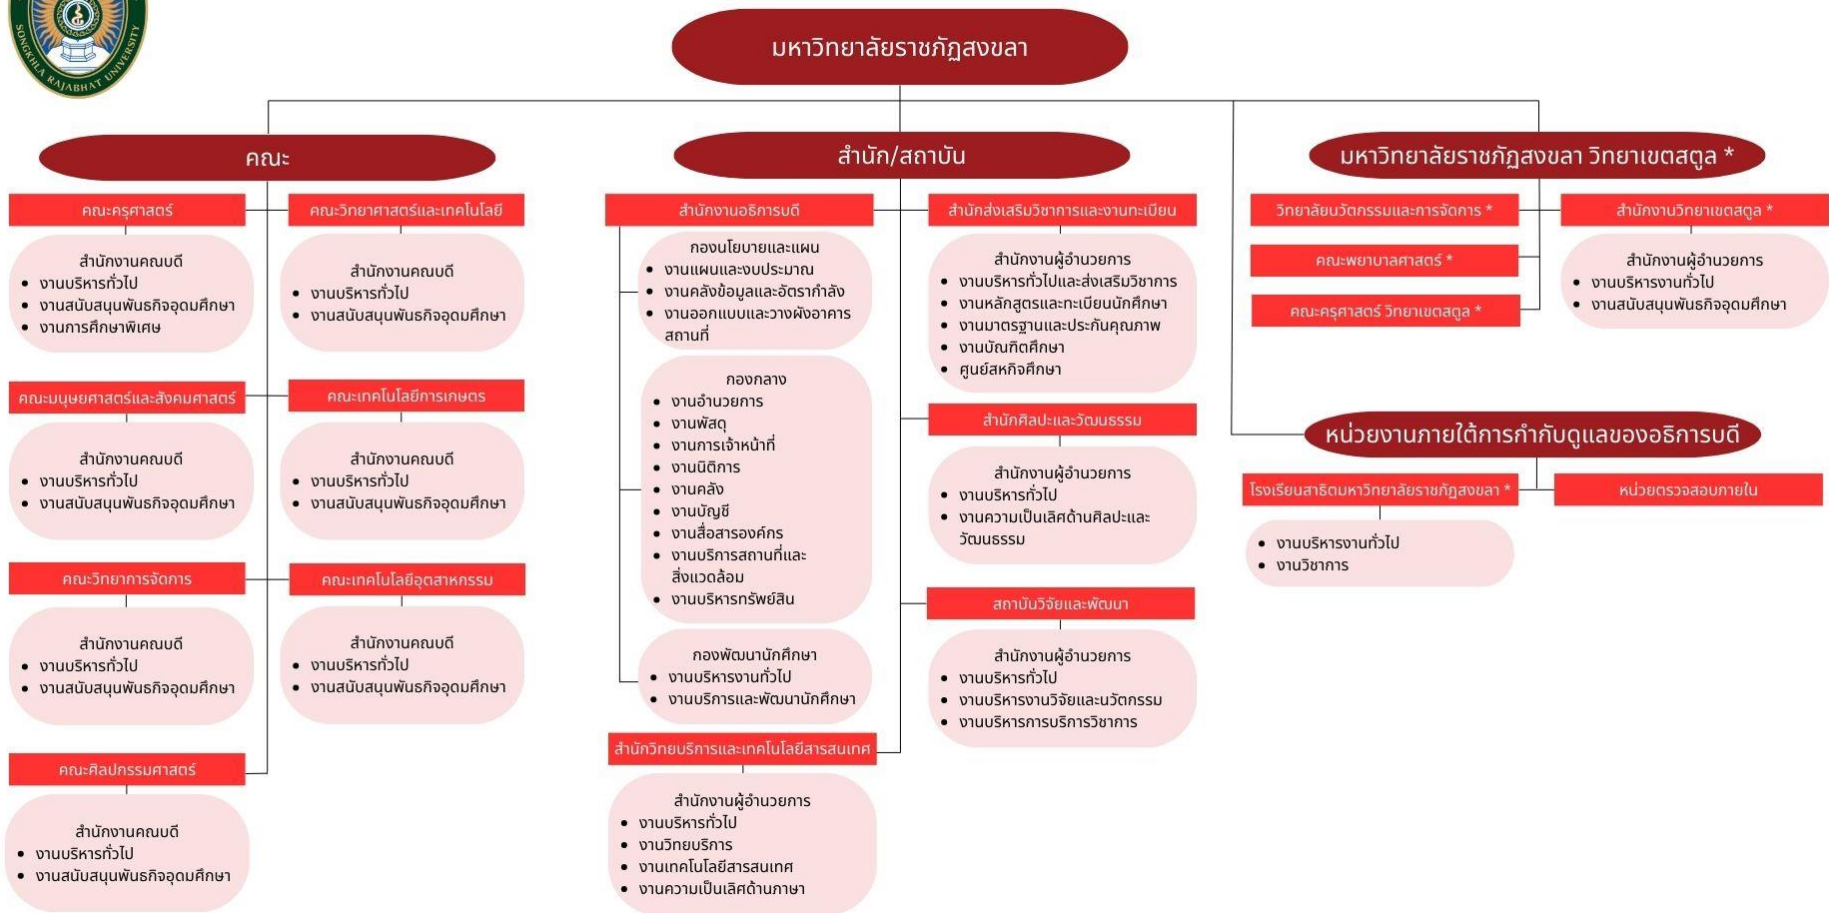 SONGKHLA RAJABHAT UNIVERSITY
มหาวิทยาลัยราชภัฏสงขลา
คณะ
คณะครุศาสตร์
สำนักงานคณบดี
• งานบริหารทั่วไป
• งานสนับสนุนพันธกิจอุดมศึกษา
• งานการศึกษาพิเศษ
คณะวิทยาศาสตร์และเทคโนโลยี
สำนักงานคณบดี
• งานบริหารทั่วไป
• งานสนับสนุนพันธกิจอุดมศึกษา
คณะมนุษยศาสตร์และสังคมศาสตร์
สำนักงานคณบดี
• งานบริหารทั่วไป
• งานสนับสนุนพันธกิจอุดมศึกษา
คณะเทคโนโลยีการเกษตร
สำนักงานคณบดี
• งานบริหารทั่วไป
• งานสนับสนุนพันธกิจอุดมศึกษา
คณะวิทยาการจัดการ
สำนักงานคณบดี
• งานบริหารทั่วไป
• งานสนับสนุนพันธกิจอุดมศึกษา
คณะเทคโนโลยีอุตสาหกรรม
สำนักงานคณบดี
• งานบริหารทั่วไป
• งานสนับสนุนพันธกิจอุดมศึกษา
คณะศิลปกรรมศาสตร์
สำนักงานคณบดี
• งานบริหารทั่วไป
• งานสนับสนุนพันธกิจอุดมศึกษา
สำนัก/สถาบัน
สำนักงานอธิการบดี
กองนโยบายและแผน
• งานแผนและงบประมาณ
• งานคลังข้อมูลและอัตรากำลัง
• งานออกแบบและวางผังอาคาร
สถานที่
กองกลาง
• งานอำนวยการ
• งานพัสดุ
• งานการเจ้าหน้าที่
• งานนิติการ
• งานคลัง
• งานบัญชี
• งานสื่อสารองค์กร
• งานบริการสถานที่และ
สิ่งแวดล้อม
• งานบริหารทรัพย์สิน
กองพัฒนานักศึกษา
• งานบริหารงานทั่วไป
• งานบริการและพัฒนานักศึกษา
สำนักวิทยบริการและเทคโนโลยีสารสนเทศ
สำนักงานผู้อำนวยการ
• งานบริหารทั่วไป
• งานวิทยบริการ
• งานเทคโนโลยีสารสนเทศ
• งานความเป็นเลิศด้านภาษา
สำนักส่งเสริมวิชาการและงานทะเบียน
สำนักงานผู้อำนวยการ
• งานบริหารทั่วไปและส่งเสริมวิชาการ
• งานหลักสูตรและทะเบียนนักศึกษา
• งานมาตรฐานและประกันคุณภาพ
• งานบัณฑิตศึกษา
• ศูนย์สหกิจศึกษา
สำนักศิลปะและวัฒนธรรม
สำนักงานผู้อำนวยการ
• งานบริหารทั่วไป
• งานความเป็นเลิศด้านศิลปะและ
วัฒนธรรม
สถาบันวิจัยและพัฒนา
สำนักงานผู้อำนวยการ
• งานบริหารทั่วไป
• งานบริหารงานวิจัยและนวัตกรรม
• งานบริหารการบริการวิชาการ
มหาวิทยาลัยราชภัฏสงขลา วิทยาเขตสตูล *
วิทยาลัยนวัตกรรมและการจัดการ *
คณะพยาบาลศาสตร์ *
คณะครุศาสตร์ วิทยาเขตสตูล *
สำนักงานวิทยาเขตสตูล *
สำนักงานผู้อำนวยการ
• งานบริหารงานทั่วไป
• งานสนับสนุนพันธกิจอุดมศึกษา
หน่วยงานภายใต้การกำกับดูแลของอธิการบดี
โรงเรียนสาธิตมหาวิทยาลัยราชภัฏสงขลา *
• งานบริหารงานทั่วไป
• งานวิชาการ
หน่วยตรวจสอบภายใน